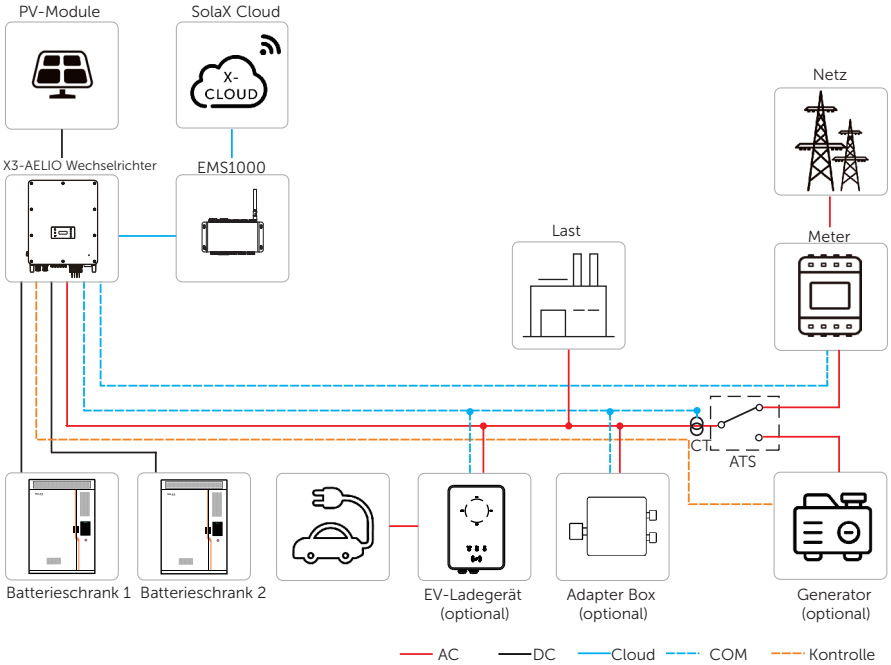 PV-Module
SolaX Cloud
X-
CLOUD
Netz
X3-AELIO Wechselrichter
EMS1000
Last
Meter
CT
ATS
Batterieschrank 1
Batterieschrank 2
EV-Ladegerät
(optional)
Adapter Box
(optional)
Generator
(optional)
AC
DC
Cloud
COM
Kontrolle